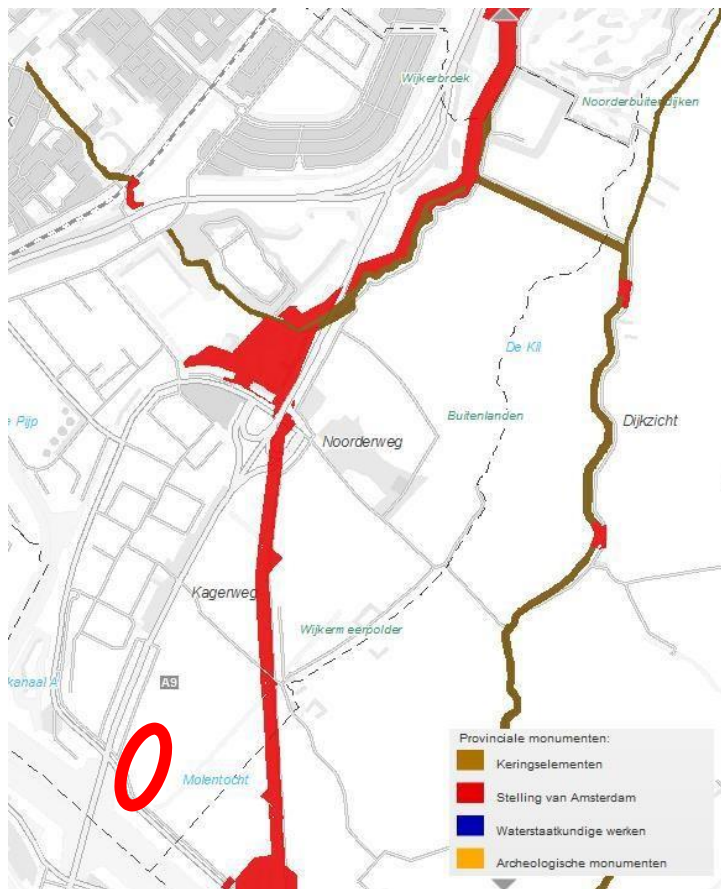 Wijkerbroek
Noorderbuitendijken
De Kil
Buitenlanden
Dijkzicht
Pijp
Noorderweg
Kagerweg
Wijkermeerpolder
kanaal A
A9
Molentocht
Provinciale monumenten:
Keringselementen
Stelling van Amsterdam
Waterstaatkundige werken
Archeologische monumenten